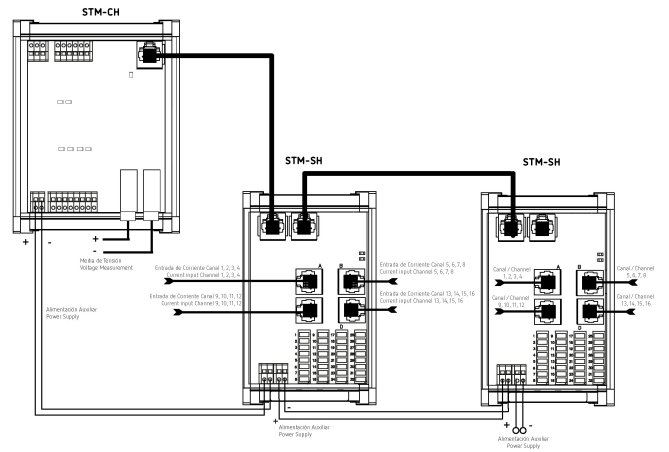 STM-CH
STM-SH
STM-SH
+
-
+
-
Media de Tensión
Voltage Measurement
Alimentación Auxiliar
Power Supply
Entrada de Corriente Canal 1, 2, 3, 4
Current input Channel 1, 2, 3, 4
Entrada de Corriente Canal 9, 10, 11, 12
Current input Channel 9, 10, 11, 12
A
B
D
Entrada de Corriente Canal 5, 6, 7, 8
Current input Channel 5, 6, 7, 8
Entrada de Corriente Canal 13, 14, 15, 16
Current input Channel 13, 14, 15, 16
+
-
Alimentación Auxiliar
Power Supply
Canal / Channel
1, 2, 3, 4
Canal / Channel
9, 10, 11, 12
A
D
Canal / Channel
5, 6, 7, 8
Canal / Channel
13, 14, 15, 16
+
-
Alimentación Auxiliar
Power Supply